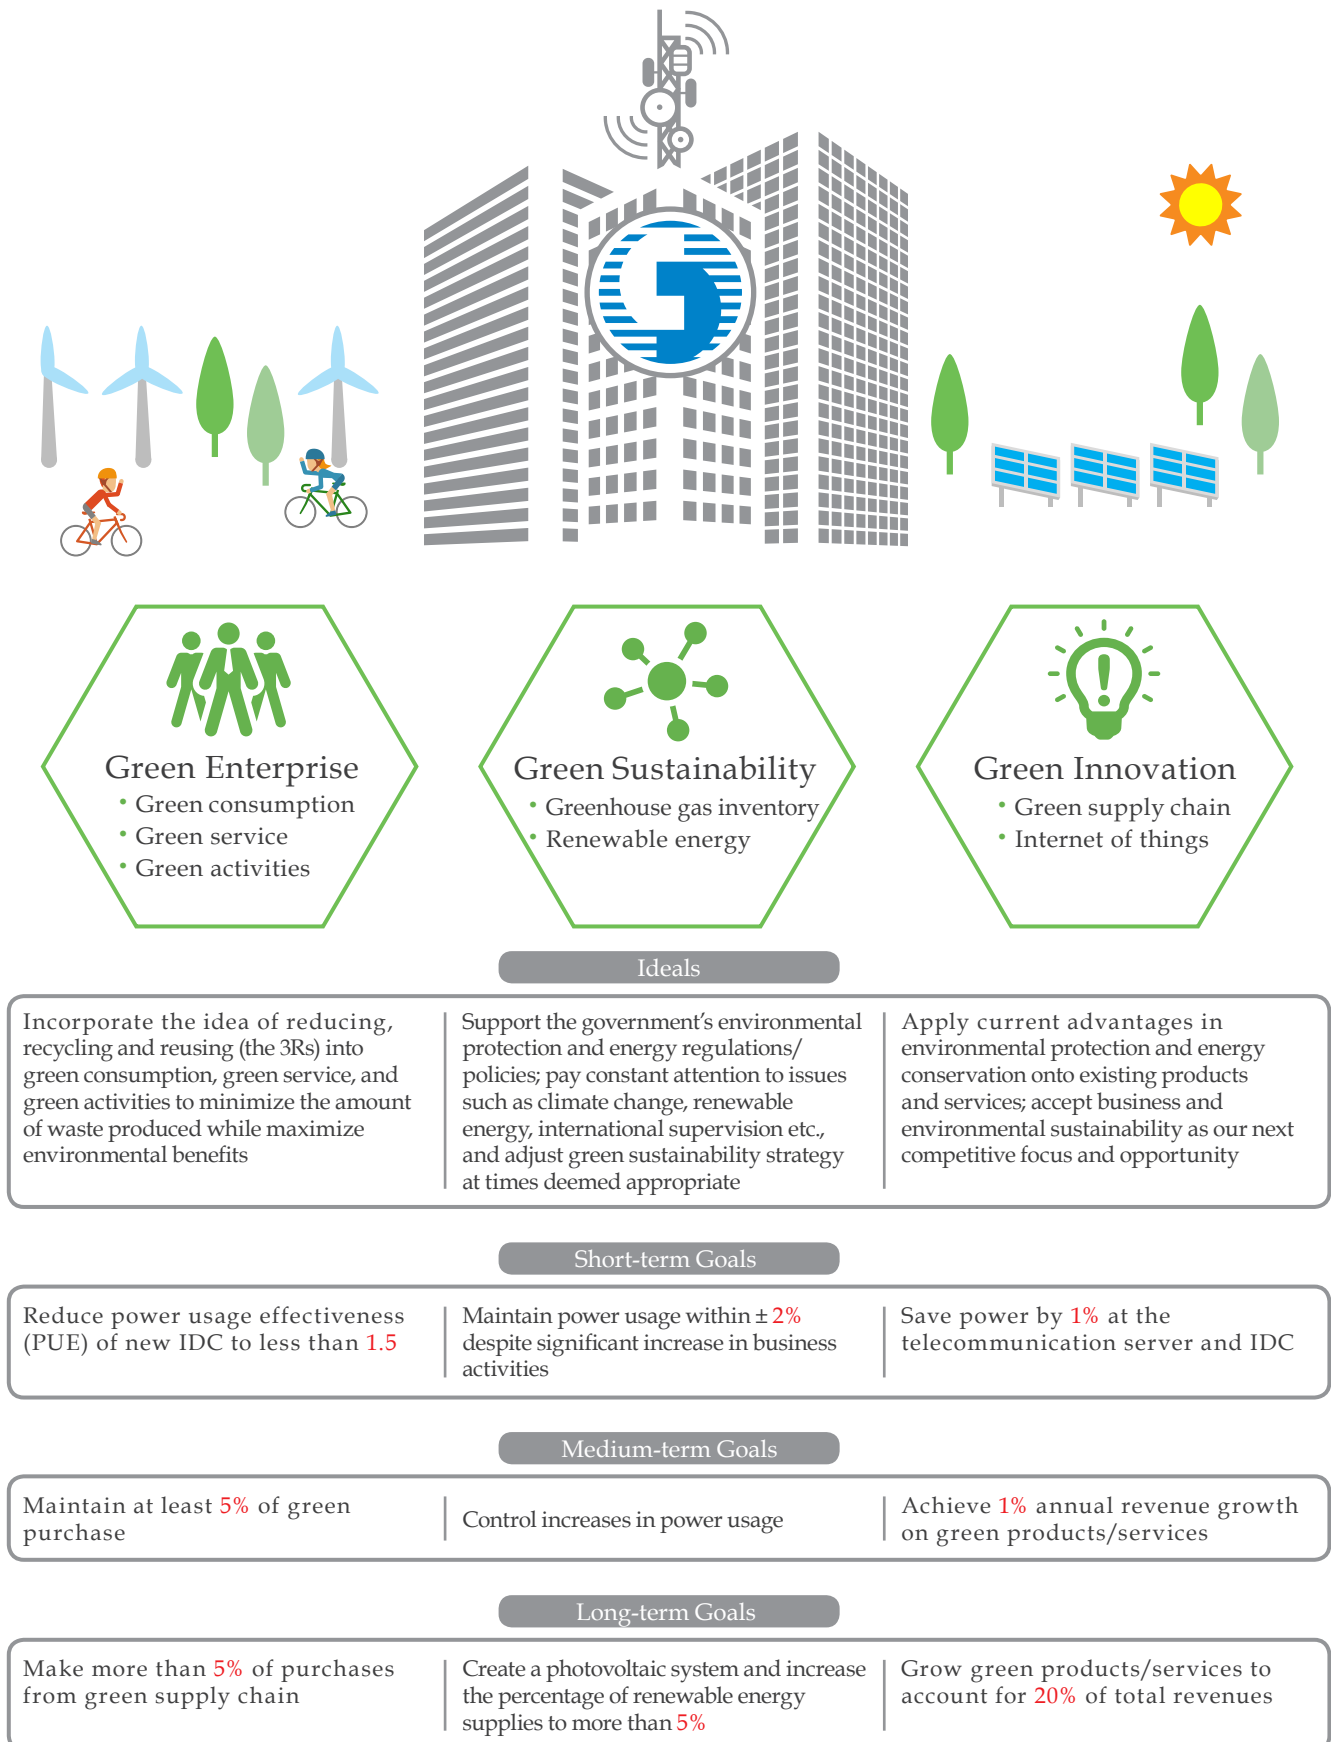 Green Enterprise
• Green consumption
• Green service
• Green activities
Green Sustainability
• Greenhouse gas inventory
• Renewable energy
Green Innovation
• Green supply chain
• Internet of things
Ideals
Incorporate the idea of reducing,
recycling and reusing (the 3Rs) into
green consumption, green service, and
green activities to minimize the amount
of waste produced while maximize
environmental benefits
Support the government’s environmental
protection and energy regulations/
policies; pay constant attention to issues
such as climate change, renewable
energy, international supervision etc.,
and adjust green sustainability strategy
at times deemed appropriate
Apply current advantages in
environmental protection and energy
conservation onto existing products
and services; accept business and
environmental sustainability as our next
competitive focus and opportunity
Short-term Goals
Reduce power usage effectiveness
(PUE) of new IDC to less than 1.5
Maintain power usage within ± 2%
despite significant increase in business
activities
Save power by 1% at the
telecommunication server and IDC
Medium-term Goals
Maintain at least 5% of green
purchase
Control increases in power usage
Achieve 1% annual revenue growth
on green products/services
Long-term Goals
Make more than 5% of purchases
from green supply chain
Create a photovoltaic system and increase
the percentage of renewable energy
supplies to more than 5%
Grow green products/services to
account for 20% of total revenues